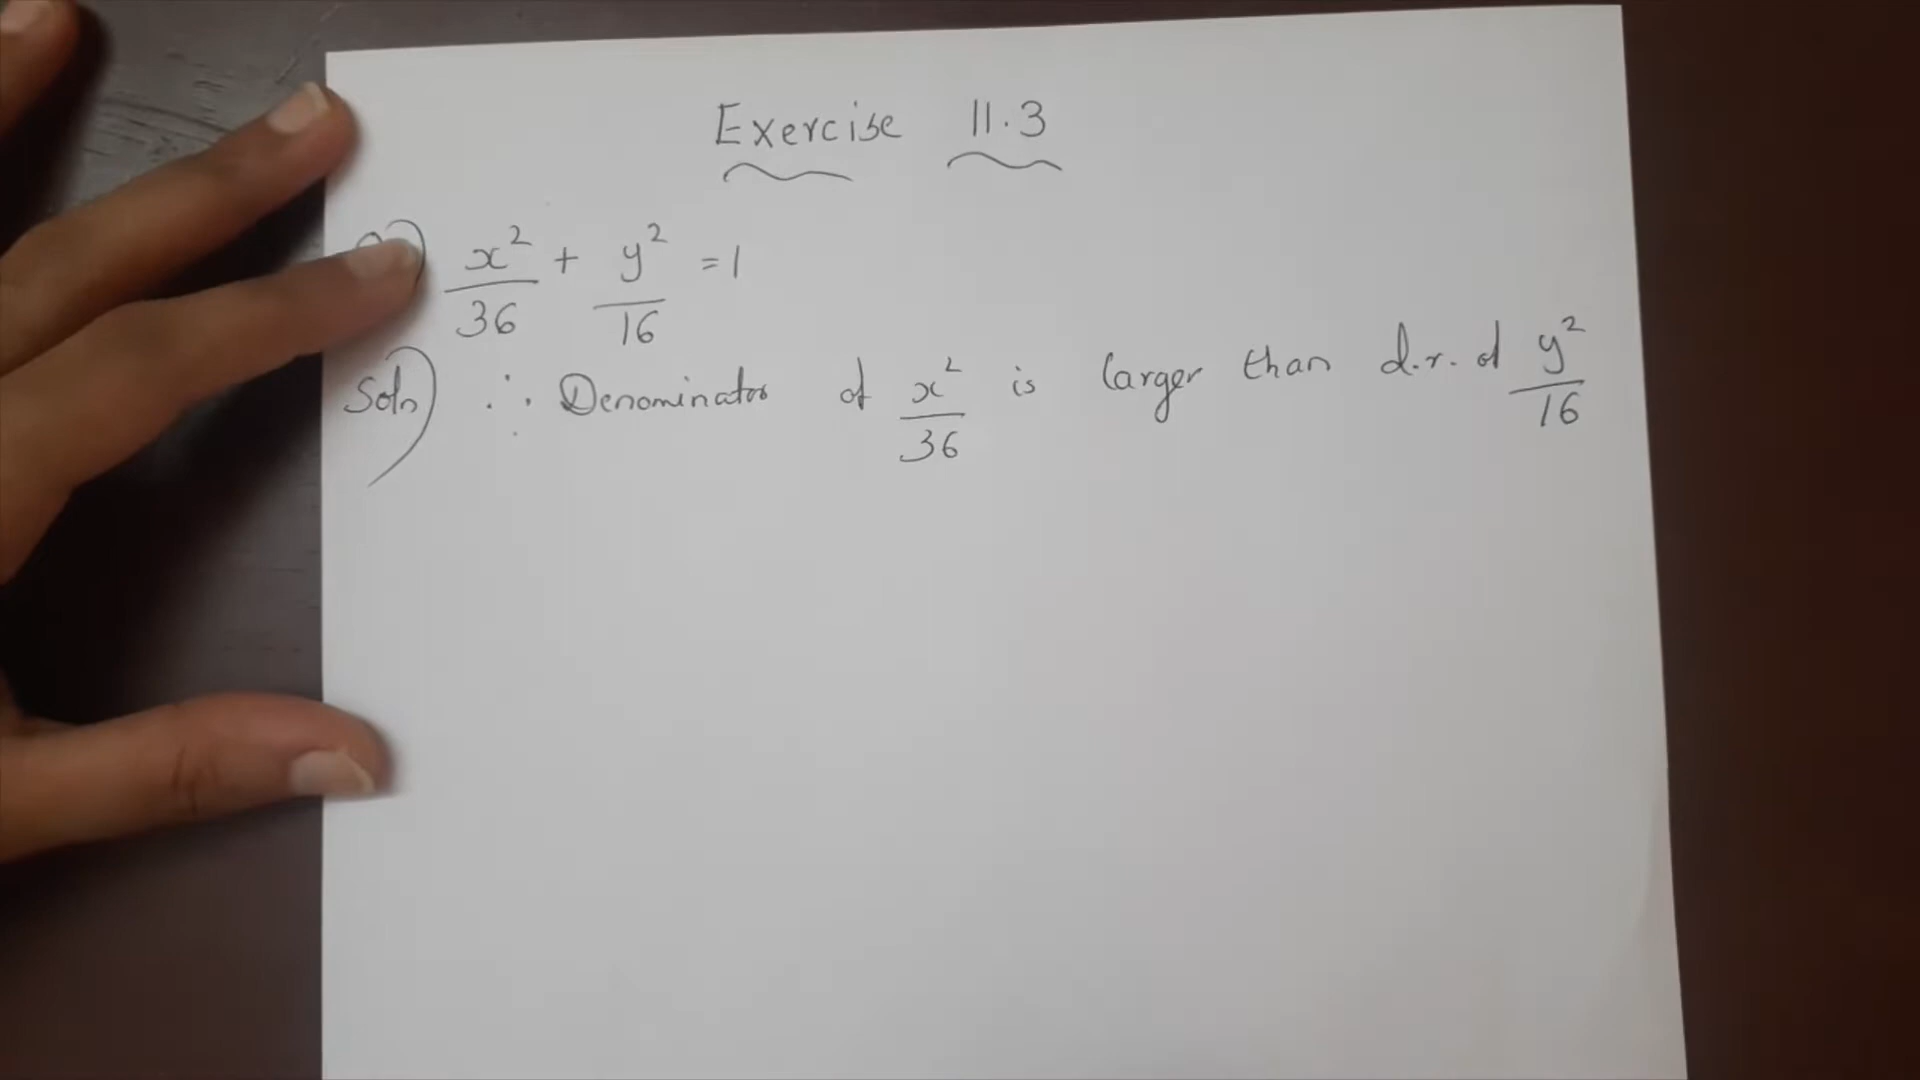 Exercise 11.3
x²/36 + y²/16 = 1
Soln) ∴ Denominator of x²/36 is larger than d.r. of y²/16